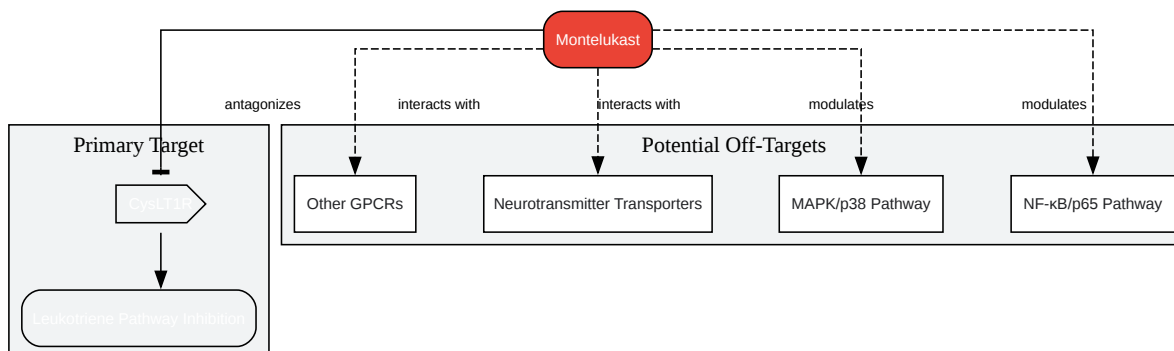 Montelukast
antagonizes
interacts with
interacts with
modulates
modulates
Primary Target
Potential Off-Targets
CysLT1R
Other GPCRs
Neurotransmitter Transporters
MAPK/p38 Pathway
NF-κB/p65 Pathway
Leukotriene Pathway Inhibition